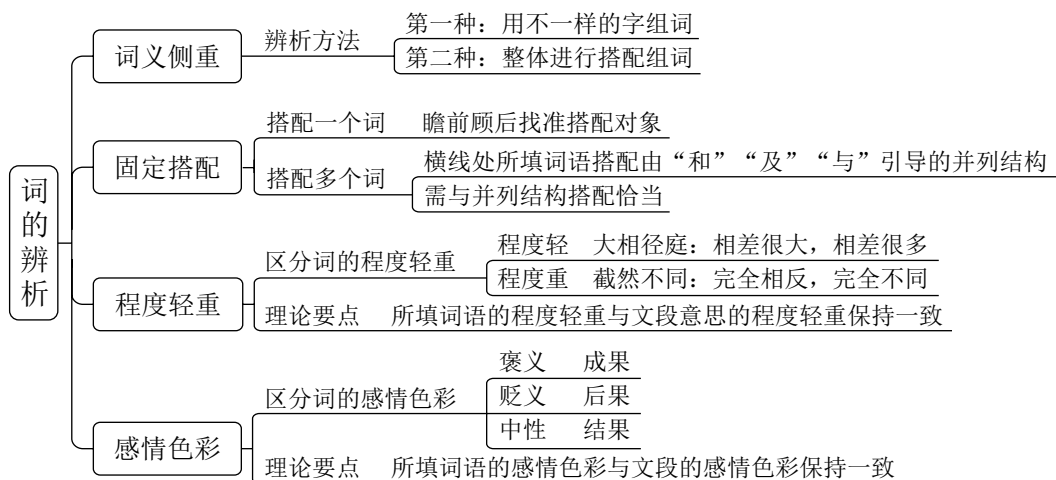 词的辨析
词义侧重
辨析方法
第一种：用不一样的字组词
第二种：整体进行搭配组词
固定搭配
搭配一个词 瞻前顾后找准搭配对象
搭配多个词
横线处所填词语搭配由“和”“及”“与”引导的并列结构
需与并列结构搭配恰当
程度轻重
区分词的程度轻重
程度轻 大相径庭：相差很大，相差很多
程度重 截然不同：完全相反，完全不同
理论要点 所填词语的程度轻重与文段意思的程度轻重保持一致
感情色彩
区分词的感情色彩
褒义 成果
贬义 后果
中性 结果
理论要点 所填词语的感情色彩与文段的感情色彩保持一致